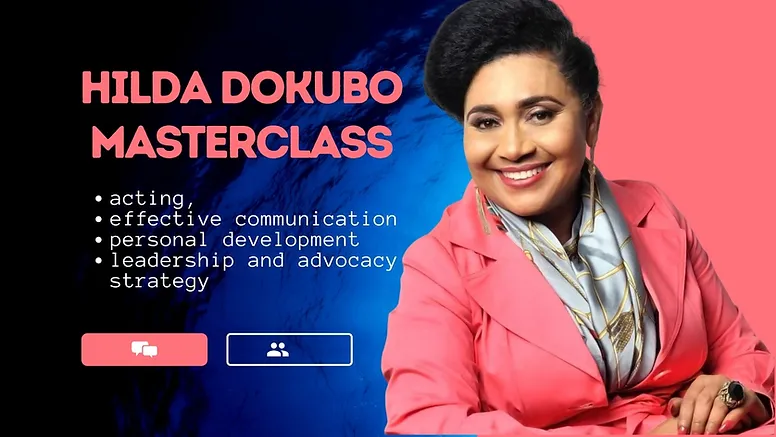 HILDA DOKUBO
MASTERCLASS
• acting,
• effective communication
• personal development
• leadership and advocacy
strategy